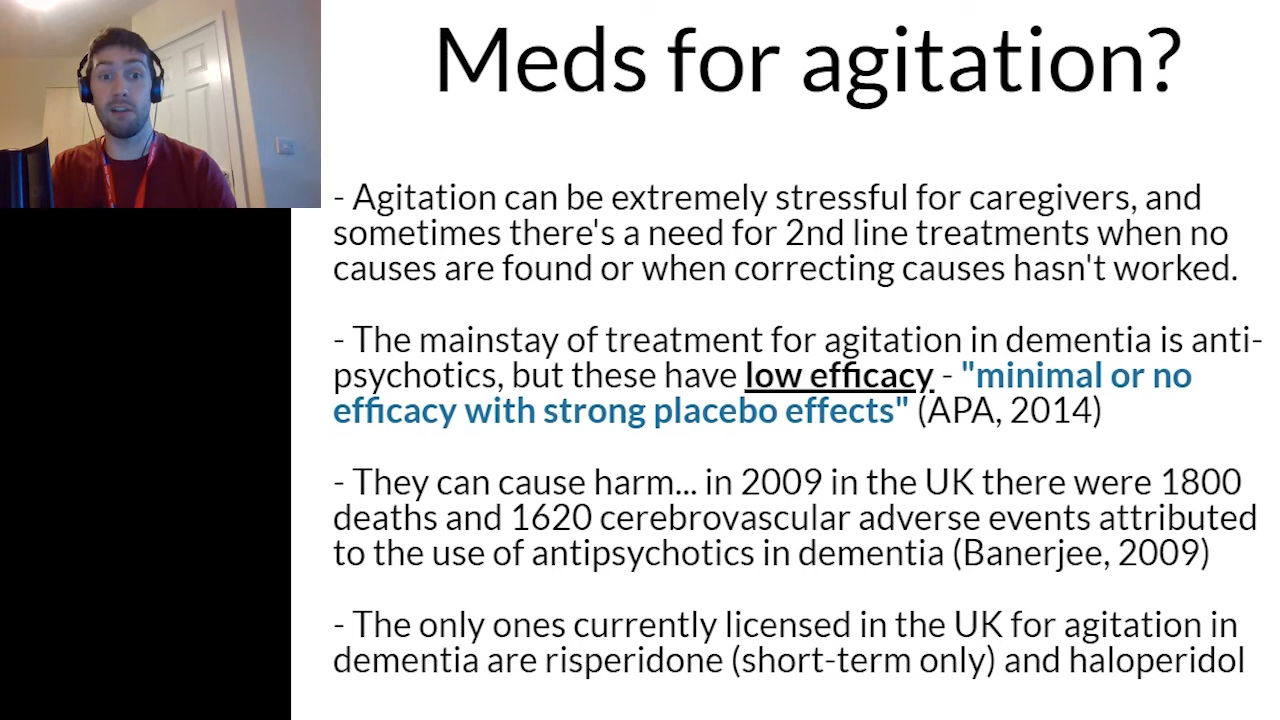 Meds for agitation?
- Agitation can be extremely stressful for caregivers, and
sometimes there's a need for 2nd line treatments when no
causes are found or when correcting causes hasn't worked.
- The mainstay of treatment for agitation in dementia is anti-
psychotics, but these have low efficacy - "minimal or no
efficacy with strong placebo effects" (APA, 2014)
- They can cause harm... in 2009 in the UK there were 1800
deaths and 1620 cerebrovascular adverse events attributed
to the use of antipsychotics in dementia (Banerjee, 2009)
- The only ones currently licensed in the UK for agitation in
dementia are risperidone (short-term only) and haloperidol